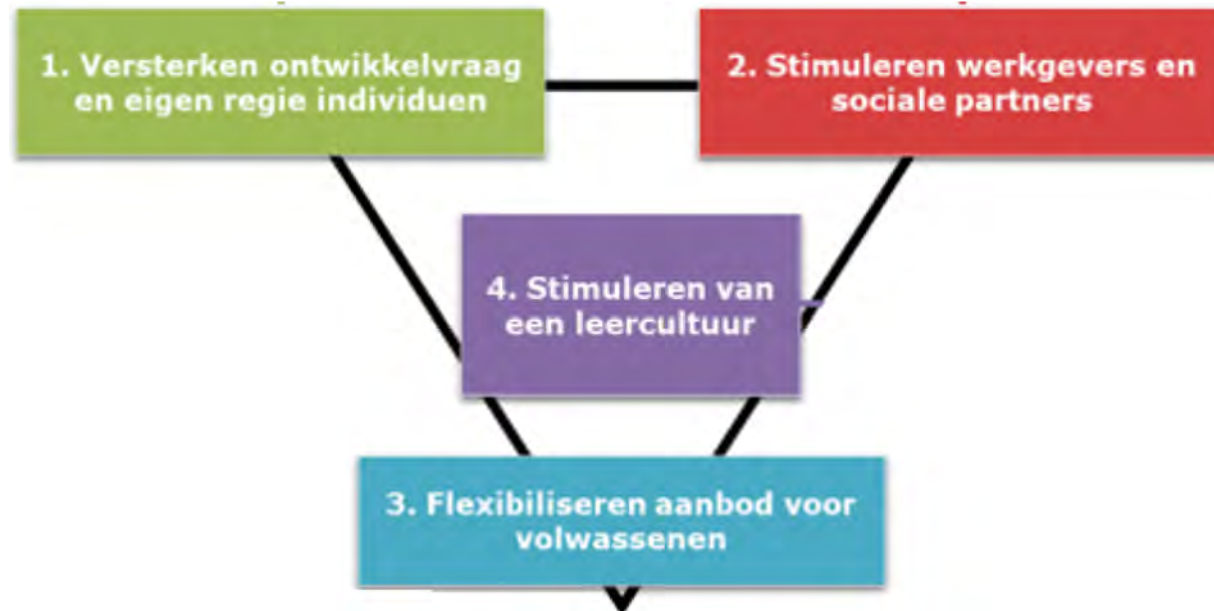 1. Versterken ontwikkelvraag
en eigen regie individuen
2. Stimuleren werkgevers en
sociale partners
4. Stimuleren van
een leercultuur
3. Flexibiliseren aanbod voor
volwassenen